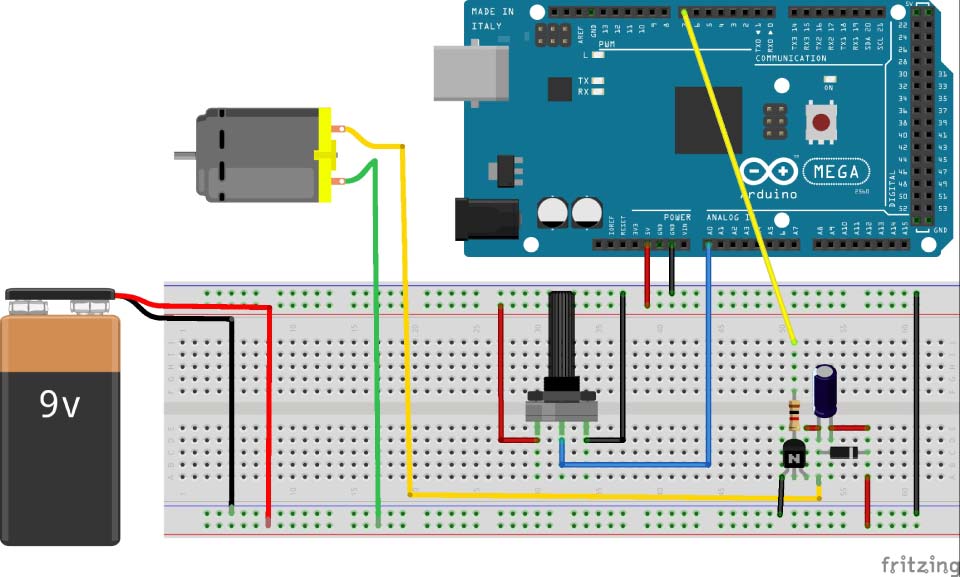 MADE IN
ITALY
AREF
GND
13
12
11
10
9
8
7
6
5
4
3
2
1
TX0
RX0
PWM
L
TX
RX
COMMUNICATION
TX3 14
RX3 15
TX2 16
RX2 17
TX1 18
RX1 19
SDA 20
SCL 21
5V
22
24
26
28
30 31
32 33
34 35
36 37
38 39
40 41
42 43
44 45
46 47
48 49
50 51
52 53
GND
DIGITAL
ON
MEGA
2560
Arduino
POWER
ANALOG IN
IOREF
RESET
3V3
5V
GND
GND
VIN
A0
A1
A2
A3
A4
A5
A6
A7
A8
A9
A10
A11
A12
A13
A14
A15
9v
N
fritzing